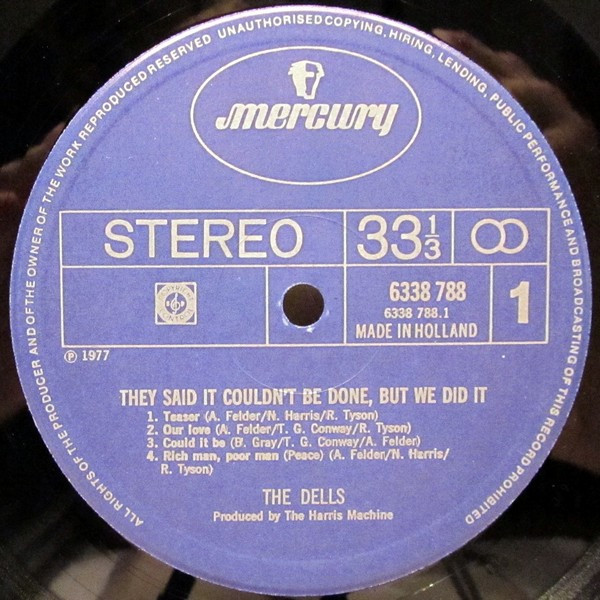 ALL RIGHTS OF THE PRODUCER AND OF THE OWNER OF THE WORK REPRODUCED RESERVED UNAUTHORISED COPYING, HIRING, LENDING, PUBLIC PERFORMANCE AND BROADCASTING OF THIS RECORD PROHIBITED
mercury
STEREO 33 1/3
6338 788
6338 788.1
MADE IN HOLLAND
1
℗ 1977
THEY SAID IT COULDN'T BE DONE, BUT WE DID IT
1. Teaser (A. Felder/N. Harris/R. Tyson)
2. Our love (A. Felder/T. G. Conway/R. Tyson)
3. Could it be (B. Gray/T. G. Conway/A. Felder)
4. Rich man, poor man (Peace) (A. Felder/N. Harris/
R. Tyson)
THE DELLS
Produced by The Harris Machine